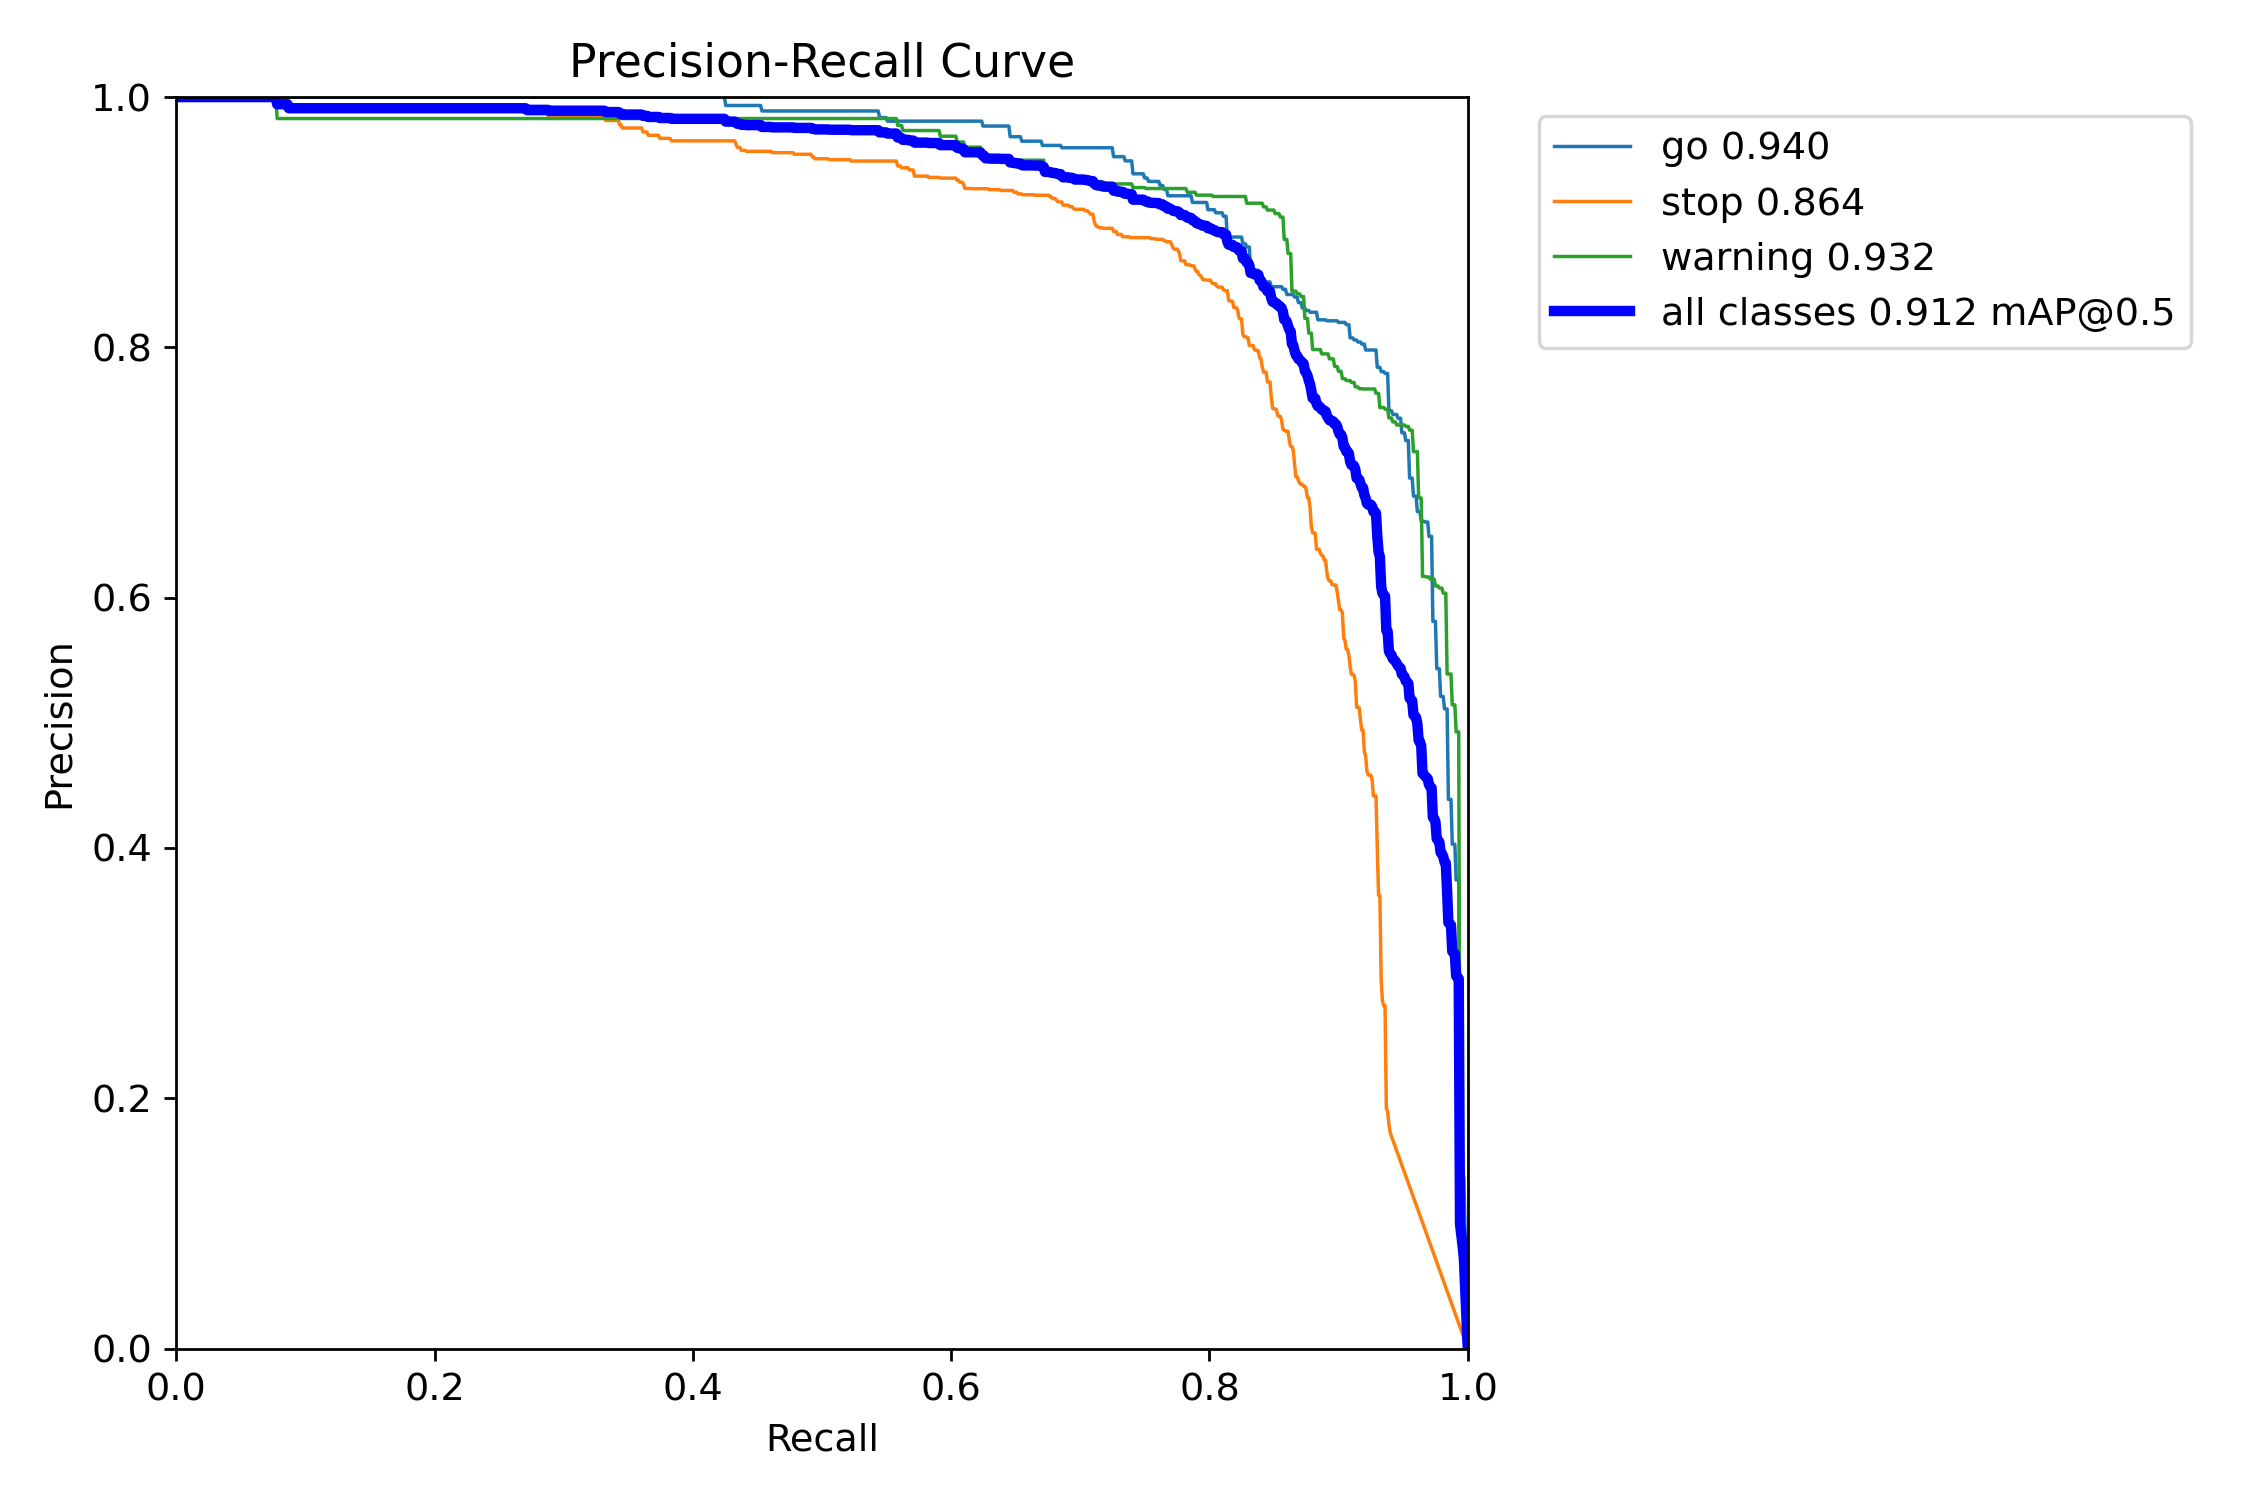 Precision-Recall Curve
1.0
0.8
0.6
0.4
0.2
0.0
Precision
0.0 0.2 0.4 0.6 0.8 1.0
Recall
go 0.940
stop 0.864
warning 0.932
all classes 0.912 mAP@0.5